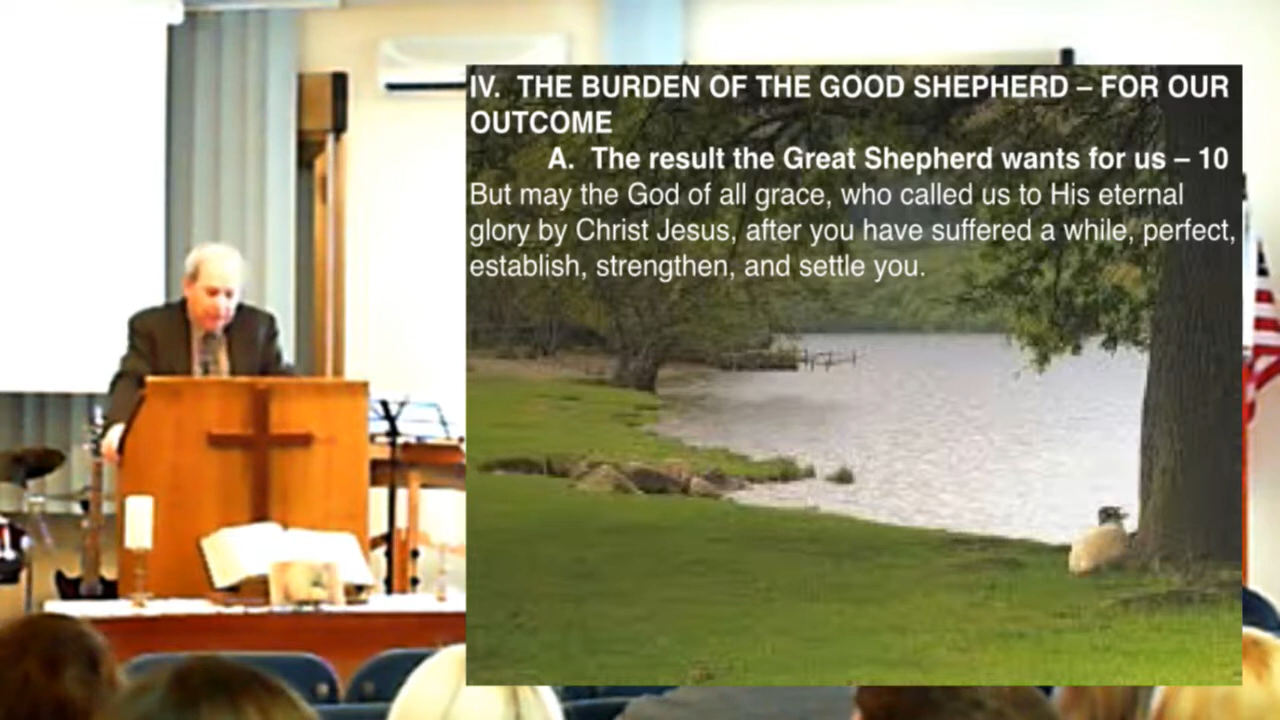 IV. THE BURDEN OF THE GOOD SHEPHERD – FOR OUR
OUTCOME
A. The result the Great Shepherd wants for us – 10
But may the God of all grace, who called us to His eternal
glory by Christ Jesus, after you have suffered a while, perfect,
establish, strengthen, and settle you.